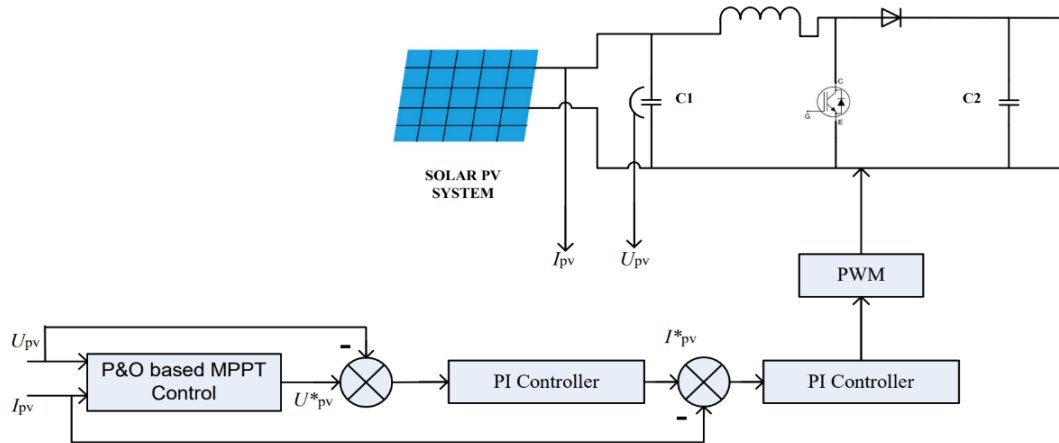 C1
C
G
E
C2
SOLAR PV
SYSTEM
Ipv
Upv
PWM
Upv
Ipv
P&O based MPPT
Control
-
U*pv
PI Controller
I*pv
-
PI Controller